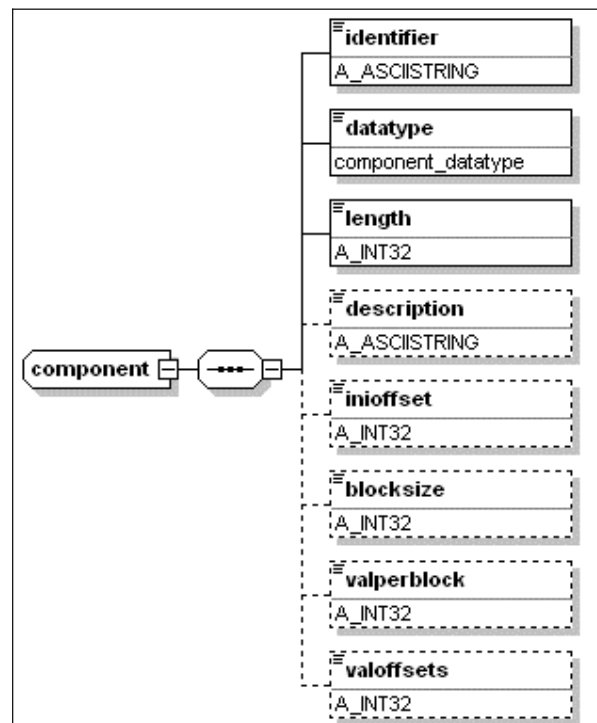 identifier
A_ASCIISTRING
datatype
component_datatype
length
A_INT32
description
A_ASCIISTRING
component
inioffset
A_INT32
blocksize
A_INT32
valperblock
A_INT32
valoffsets
A_INT32